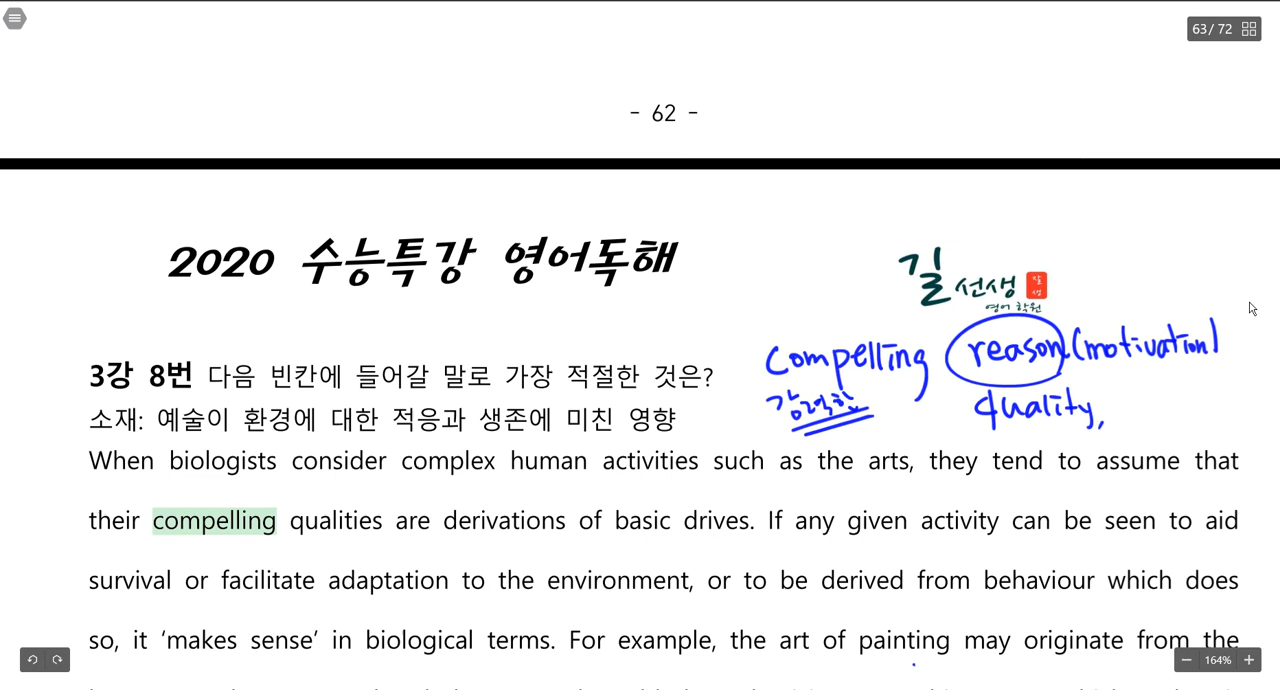 63/ 72
- 62 -
2020 수능특강 영어독해
길 선생
영어 학원
Compelling reason (motivation)
강력한 quality,
3강 8번 다음 빈칸에 들어갈 말로 가장 적절한 것은?
소재: 예술이 환경에 대한 적응과 생존에 미친 영향
When biologists consider complex human activities such as the arts, they tend to assume that
their compelling qualities are derivations of basic drives. If any given activity can be seen to aid
survival or facilitate adaptation to the environment, or to be derived from behaviour which does
so, it ‘makes sense’ in biological terms. For example, the art of painting may originate from the
164%